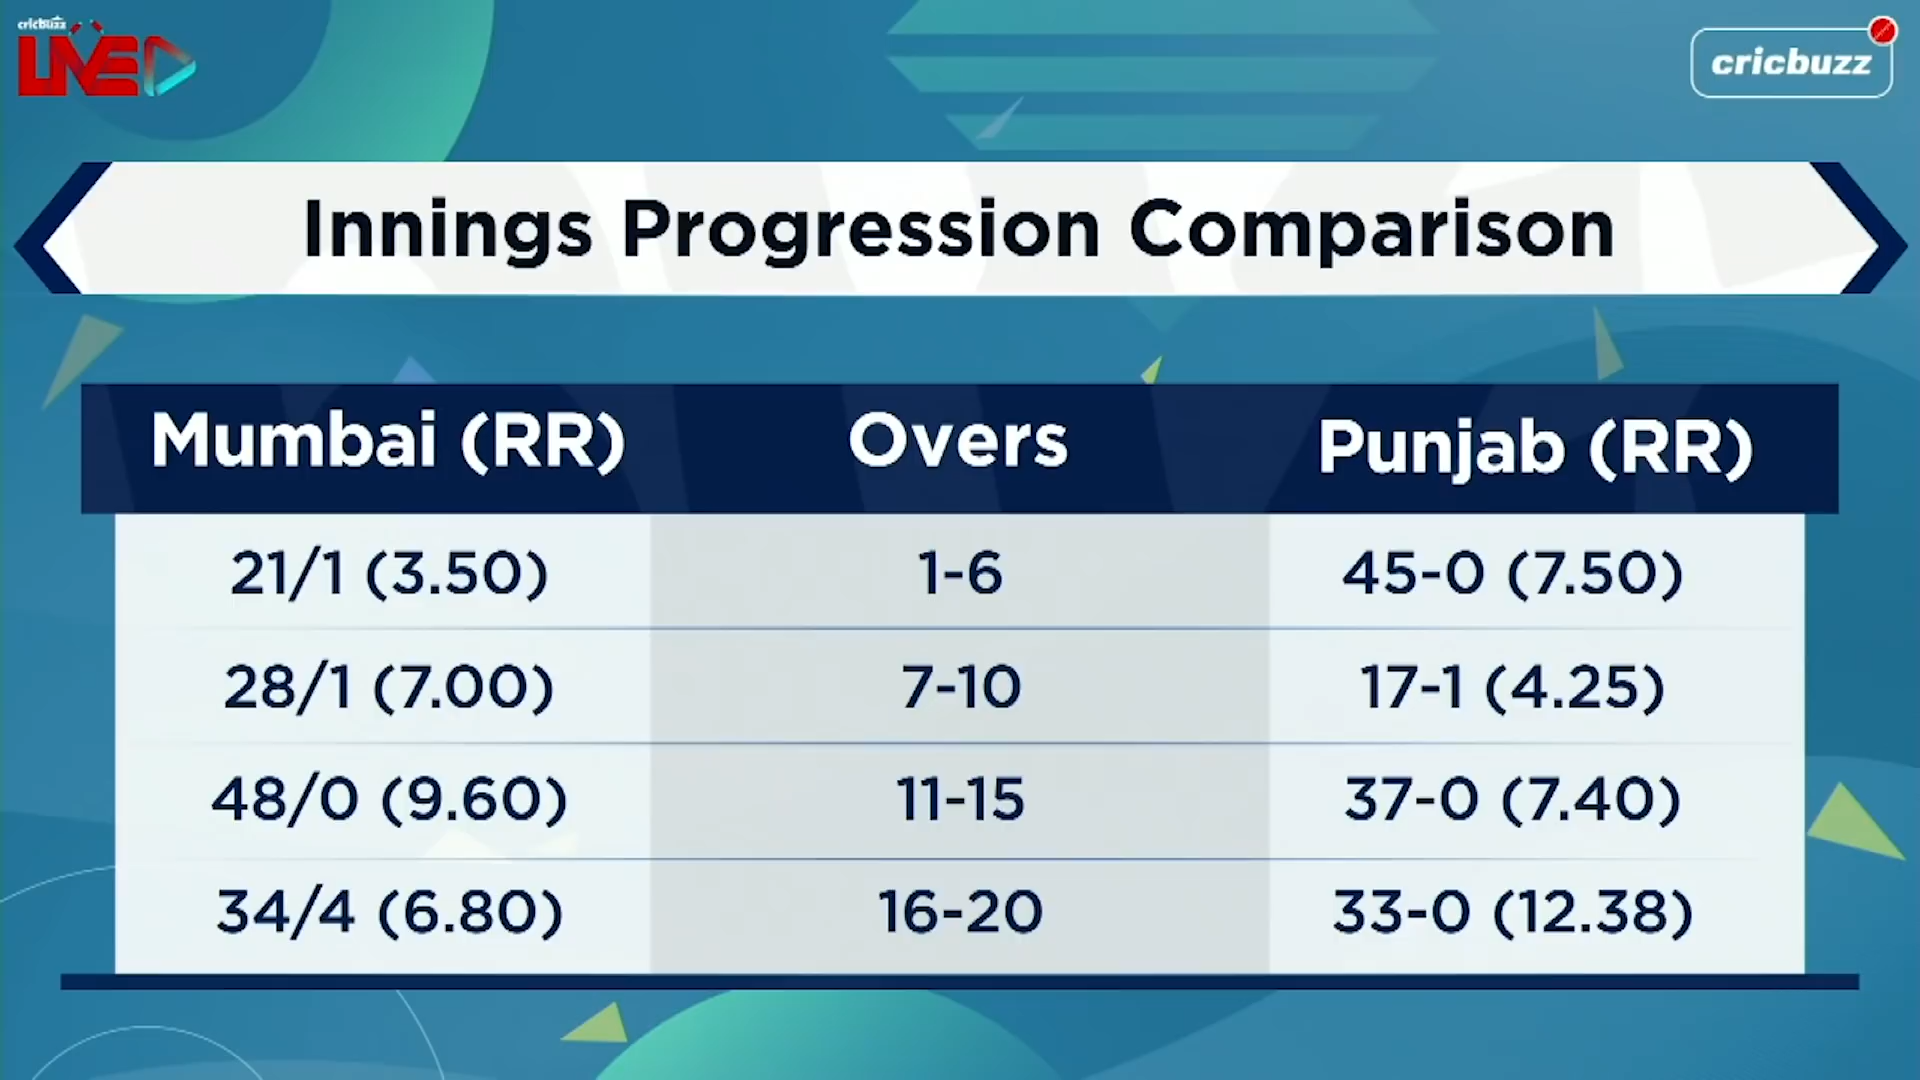 cricbuzz
LIVE
cricbuzz
Innings Progression Comparison
Mumbai (RR) Overs Punjab (RR)
21/1 (3.50) 1-6 45-0 (7.50)
28/1 (7.00) 7-10 17-1 (4.25)
48/0 (9.60) 11-15 37-0 (7.40)
34/4 (6.80) 16-20 33-0 (12.38)